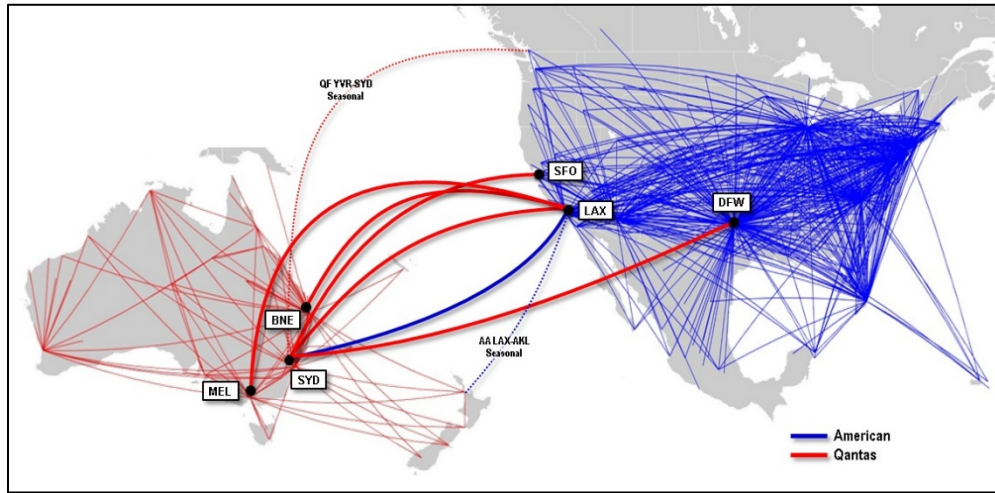 QF YVR-SYD
Seasonal
SFO
LAX
DFW
BNE
SYD
MEL
AA LAX-AKL
Seasonal
American
Qantas